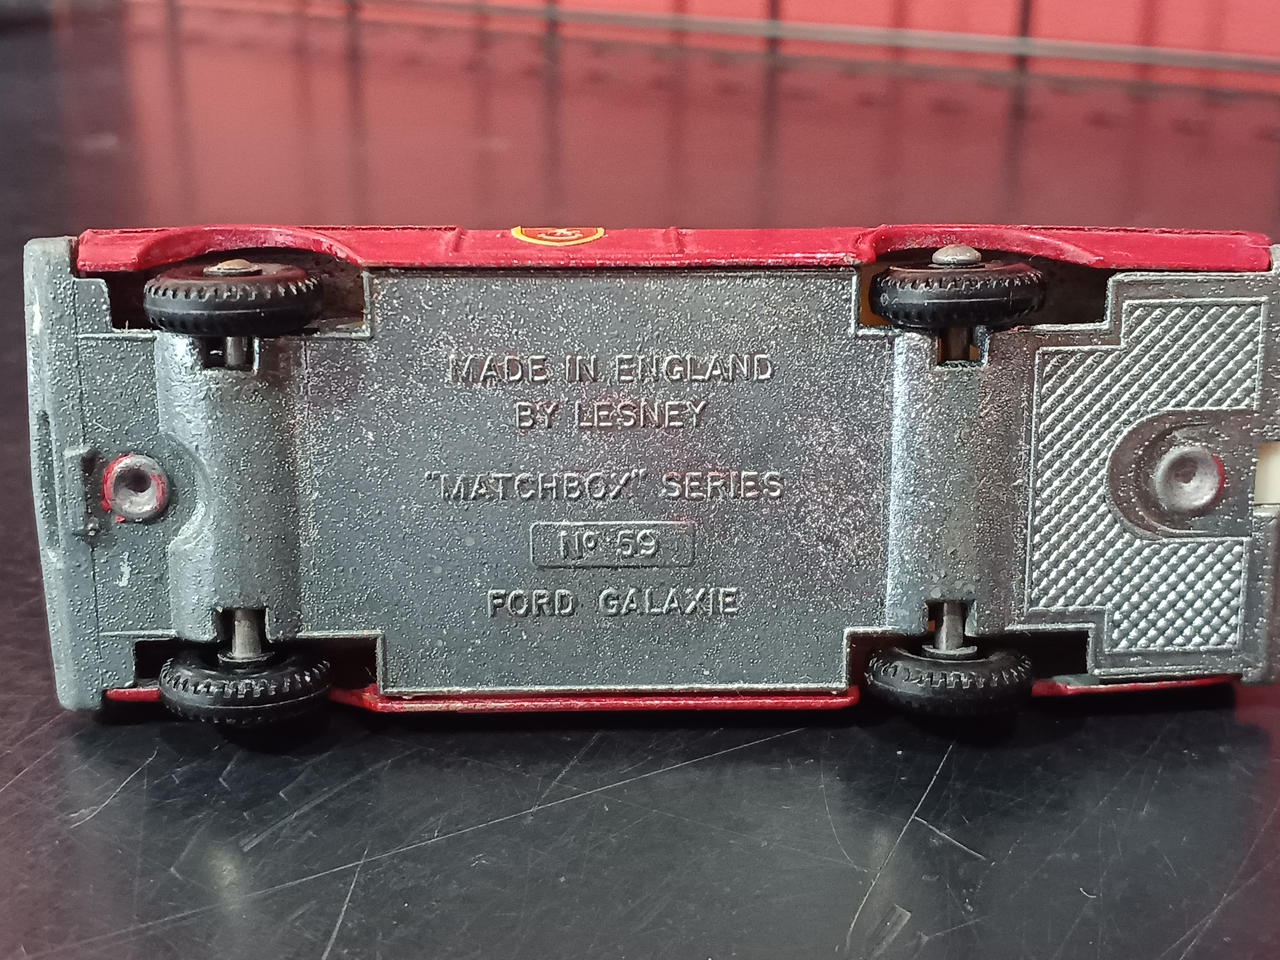 MADE IN ENGLAND
BY LESNEY
"MATCHBOX" SERIES
Nº 59
FORD GALAXIE